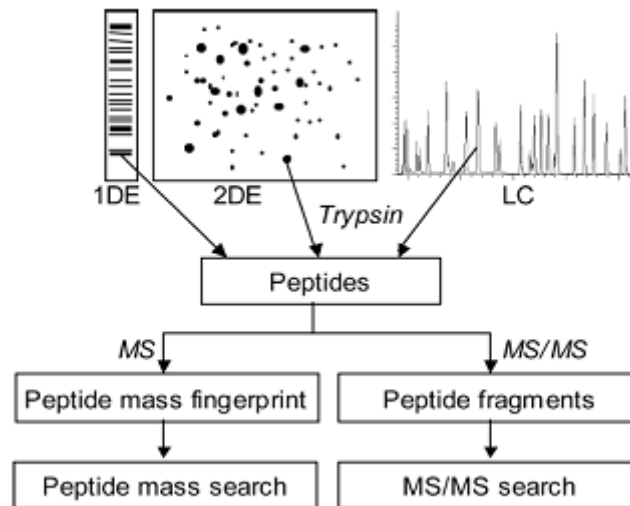 1DE
2DE
LC
Trypsin
Peptides
MS
MS/MS
Peptide mass fingerprint
Peptide fragments
Peptide mass search
MS/MS search